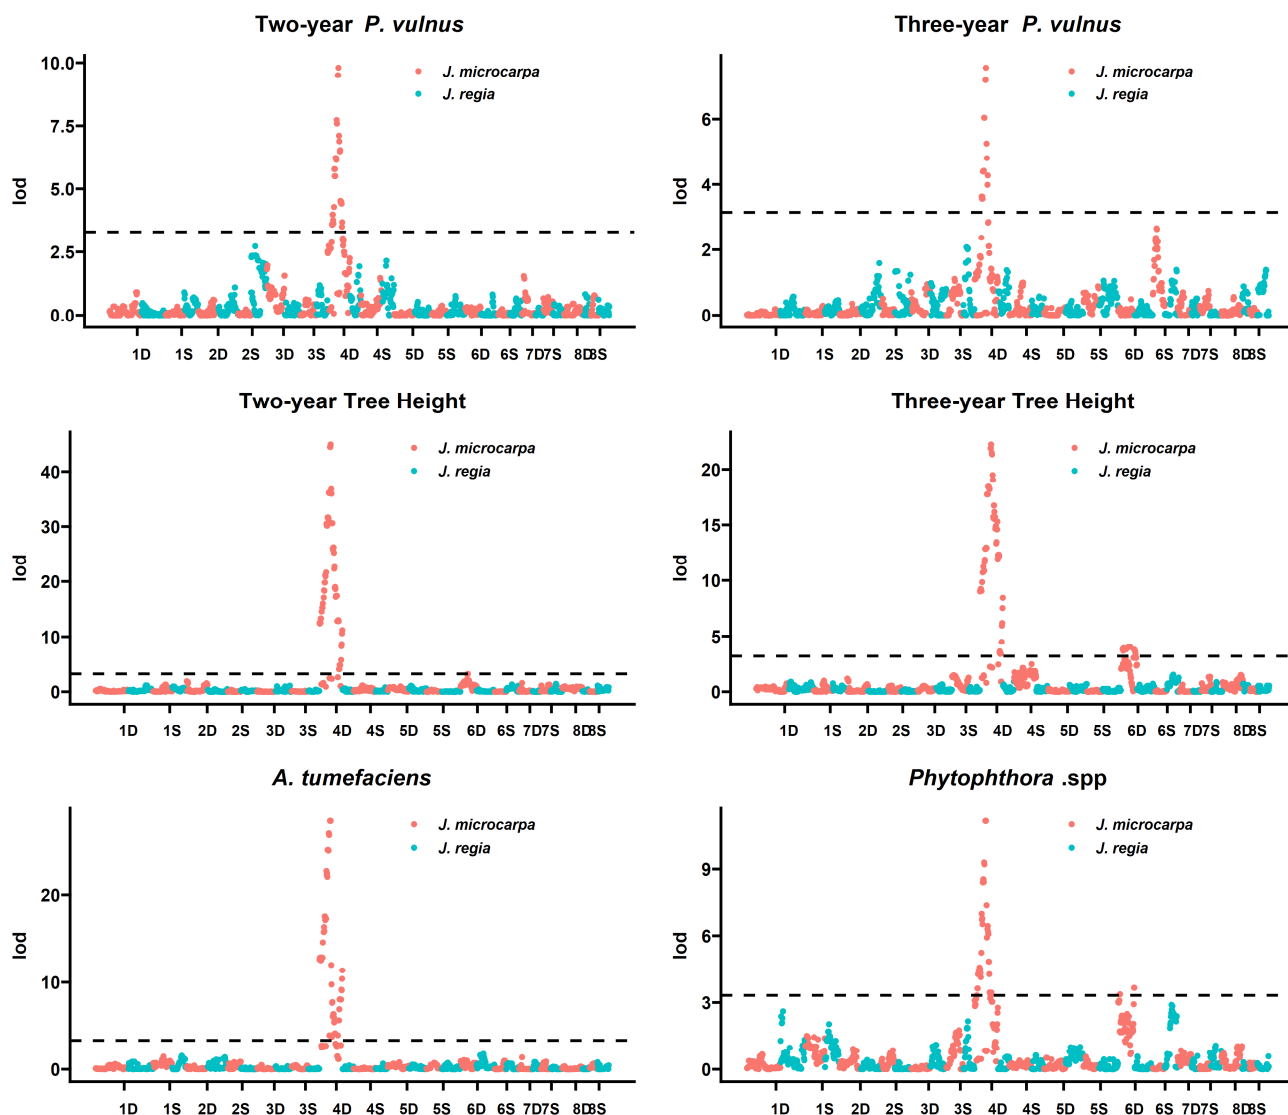 Two-year P. vulnus
lod
10.0
7.5
5.0
2.5
0.0
J. microcarpa
J. regia
1D 1S 2D 2S 3D 3S 4D 4S 5D 5S 6D 6S 7D7S 8D8S
Three-year P. vulnus
lod
6
4
2
0
J. microcarpa
J. regia
1D 1S 2D 2S 3D 3S 4D 4S 5D 5S 6D 6S 7D7S 8D8S
Two-year Tree Height
lod
40
30
20
10
0
J. microcarpa
J. regia
1D 1S 2D 2S 3D 3S 4D 4S 5D 5S 6D 6S 7D7S 8D8S
Three-year Tree Height
lod
20
15
10
5
0
J. microcarpa
J. regia
1D 1S 2D 2S 3D 3S 4D 4S 5D 5S 6D 6S 7D7S 8D8S
A. tumefaciens
lod
20
10
0
J. microcarpa
J. regia
1D 1S 2D 2S 3D 3S 4D 4S 5D 5S 6D 6S 7D7S 8D8S
Phytophthora .spp
lod
9
6
3
0
J. microcarpa
J. regia
1D 1S 2D 2S 3D 3S 4D 4S 5D 5S 6D 6S 7D7S 8D8S